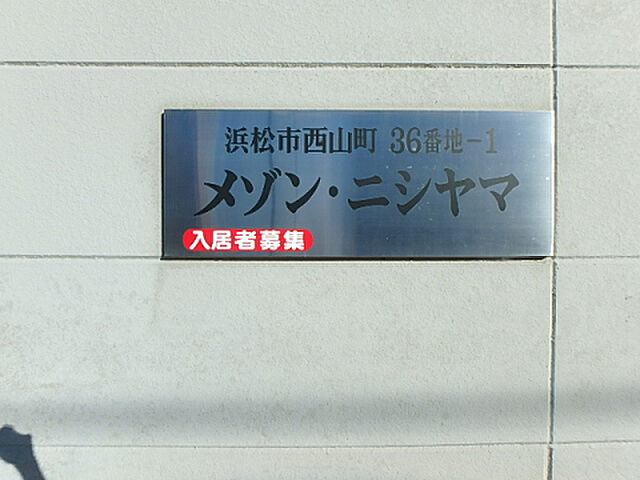 浜松市西山町 36番地-1
メゾン・ニシヤマ
入居者募集